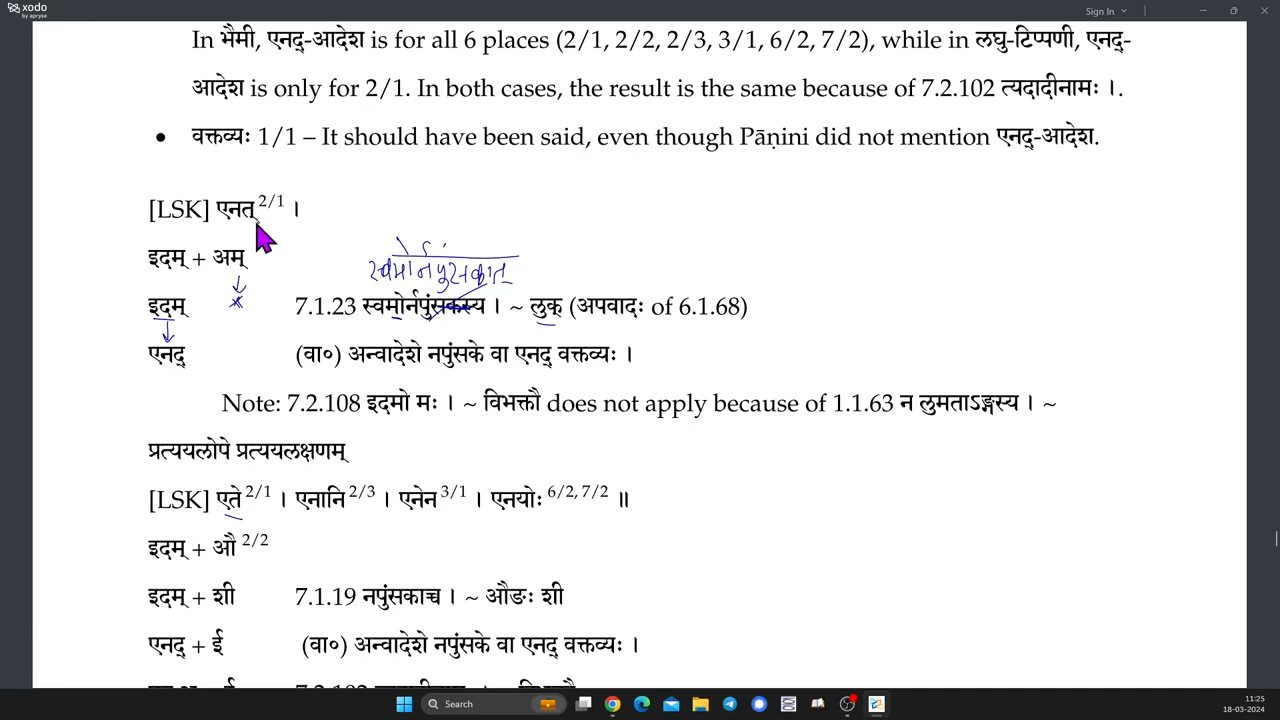 xodo
by apryse
Sign In
In भैमी, एनद्-आदेश is for all 6 places (2/1, 2/2, 2/3, 3/1, 6/2, 7/2), while in लघु-टिप्पणी, एनद्-
आदेश is only for 2/1. In both cases, the result is the same because of 7.2.102 त्यदादीनामः ।.
• वक्तव्यः 1/1 – It should have been said, even though Pāṇini did not mention एनद्-आदेश.
[LSK] एनत् 2/1 ।
इदम् + अम्
स्वमोर्नपुंसकात्
इदम् 7.1.23 स्वमोर्नपुंसकस्य । ~ लुक् (अपवादः of 6.1.68)
एनद् (वा०) अन्वादेशे नपुंसके वा एनद् वक्तव्यः ।
Note: 7.2.108 इदमो मः । ~ विभक्तौ does not apply because of 1.1.63 न लुमताऽङ्गस्य । ~
प्रत्ययलोपे प्रत्ययलक्षणम्
[LSK] एते 2/1 । एनानि 2/3 । एनेन 3/1 । एनयोः 6/2, 7/2 ॥
इदम् + औ 2/2
इदम् + शी 7.1.19 नपुंसकाच्च । ~ औङः शी
एनद् + ई (वा०) अन्वादेशे नपुंसके वा एनद् वक्तव्यः ।
Search
11:25
18-03-2024